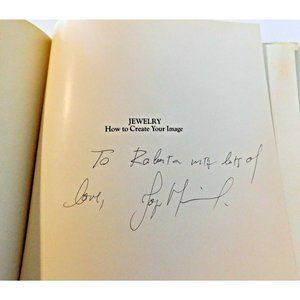 JEWELRY
How to Create Your Image
To Roberta with lots of
love,